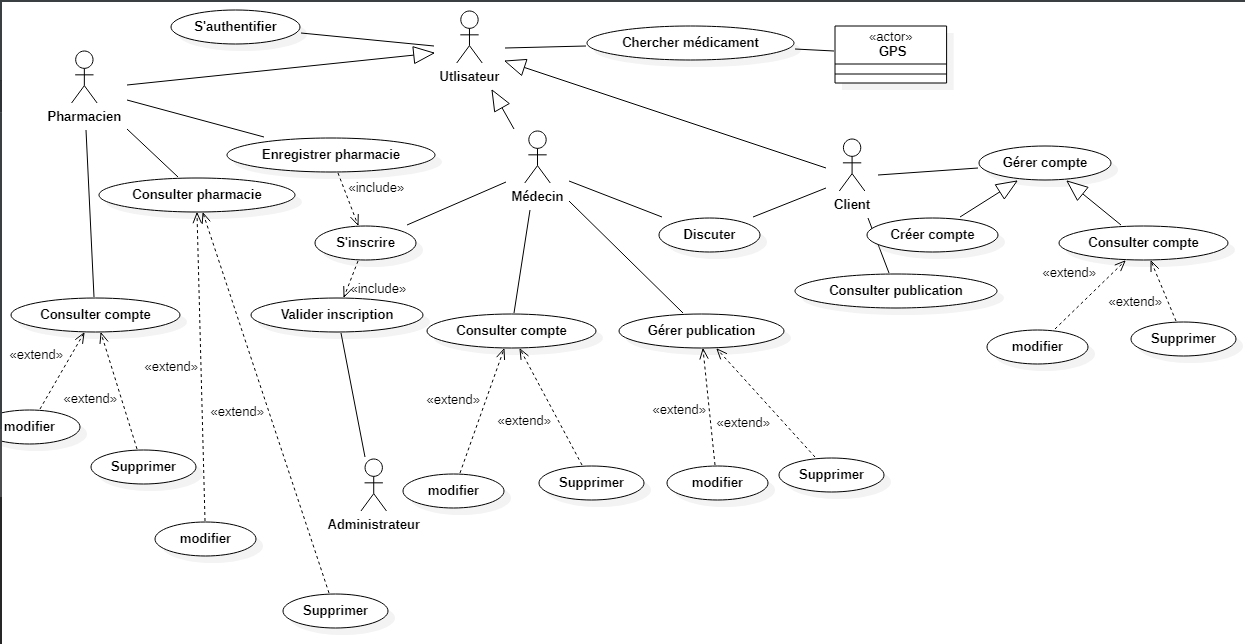 S'authentifier
Chercher médicament
«actor»
GPS
Utlisateur
Pharmacien
Enregistrer pharmacie
Gérer compte
«include»
Consulter pharmacie
Médecin
Client
S'inscrire
Discuter
Créer compte
Consulter compte
«extend»
«include»
Consulter publication
«extend»
Consulter compte
Valider inscription
Consulter compte
Gérer publication
modifier
Supprimer
«extend»
«extend»
«extend»
«extend»
«extend»
«extend»
«extend»
«extend»
modifier
Supprimer
modifier
Supprimer
modifier
Supprimer
Administrateur
modifier
Supprimer